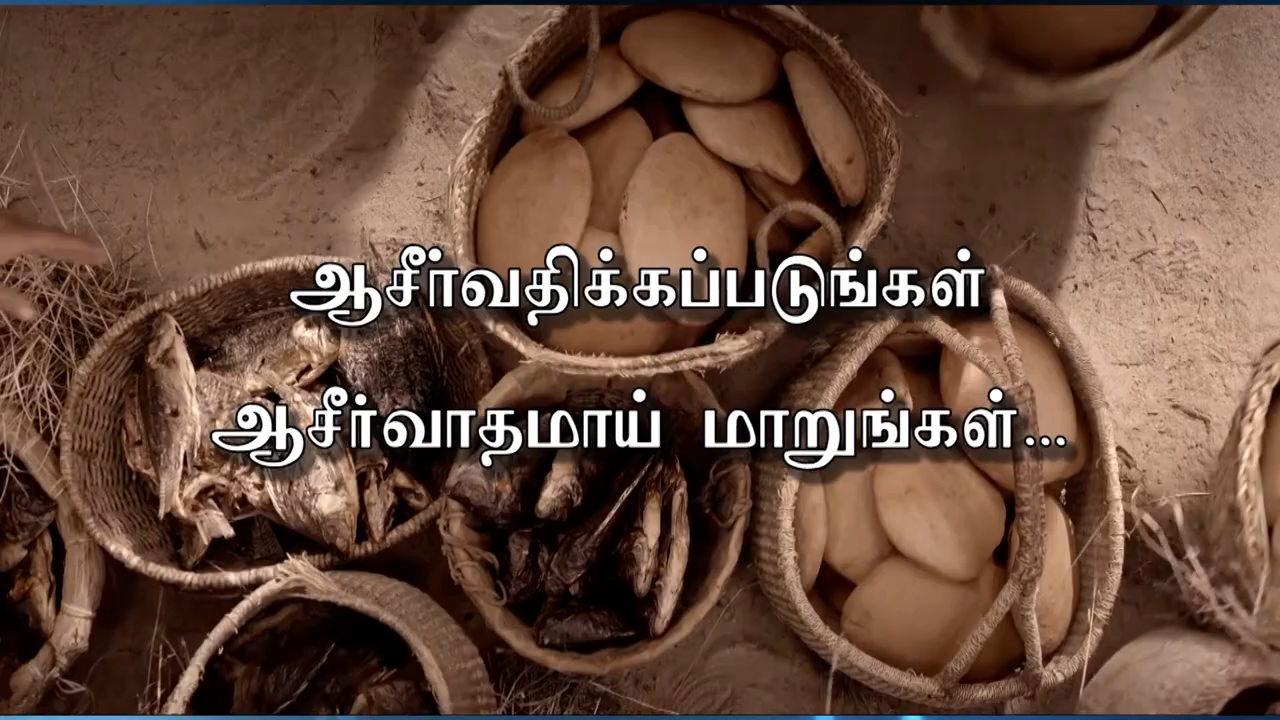 ஆசீர்வதிக்கப்படுங்கள்
ஆசீர்வாதமாய் மாறுங்கள்...